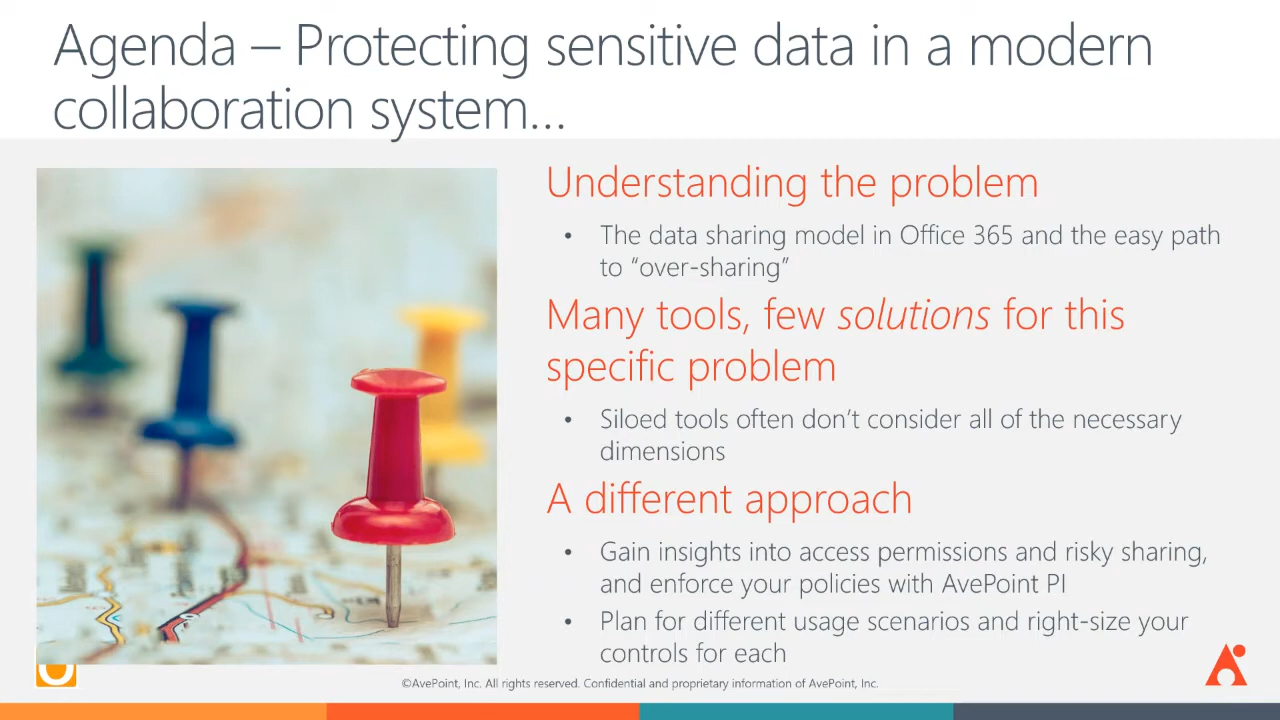 Agenda – Protecting sensitive data in a modern
collaboration system...
Understanding the problem
• The data sharing model in Office 365 and the easy path
to “over-sharing”
Many tools, few solutions for this
specific problem
• Siloed tools often don’t consider all of the necessary
dimensions
A different approach
• Gain insights into access permissions and risky sharing,
and enforce your policies with AvePoint PI
• Plan for different usage scenarios and right-size your
controls for each
©AvePoint, Inc. All rights reserved. Confidential and proprietary information of AvePoint, Inc.